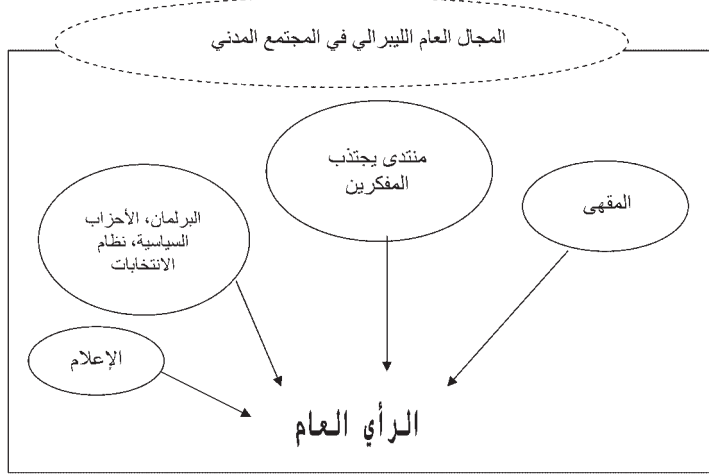 المجال العام الليبرالي في المجتمع المدني
منتدى يجتذب
المفكرين
المقهى
البرلمان، الأحزاب
السياسية، نظام
الانتخابات
الإعلام
الرأي العام